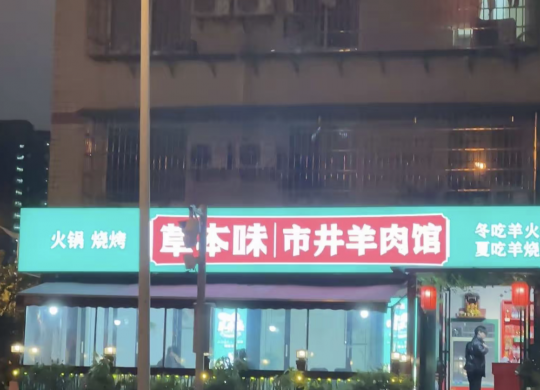 火锅 烧烤
草本味|市井羊肉馆
冬吃羊火
夏吃羊烧